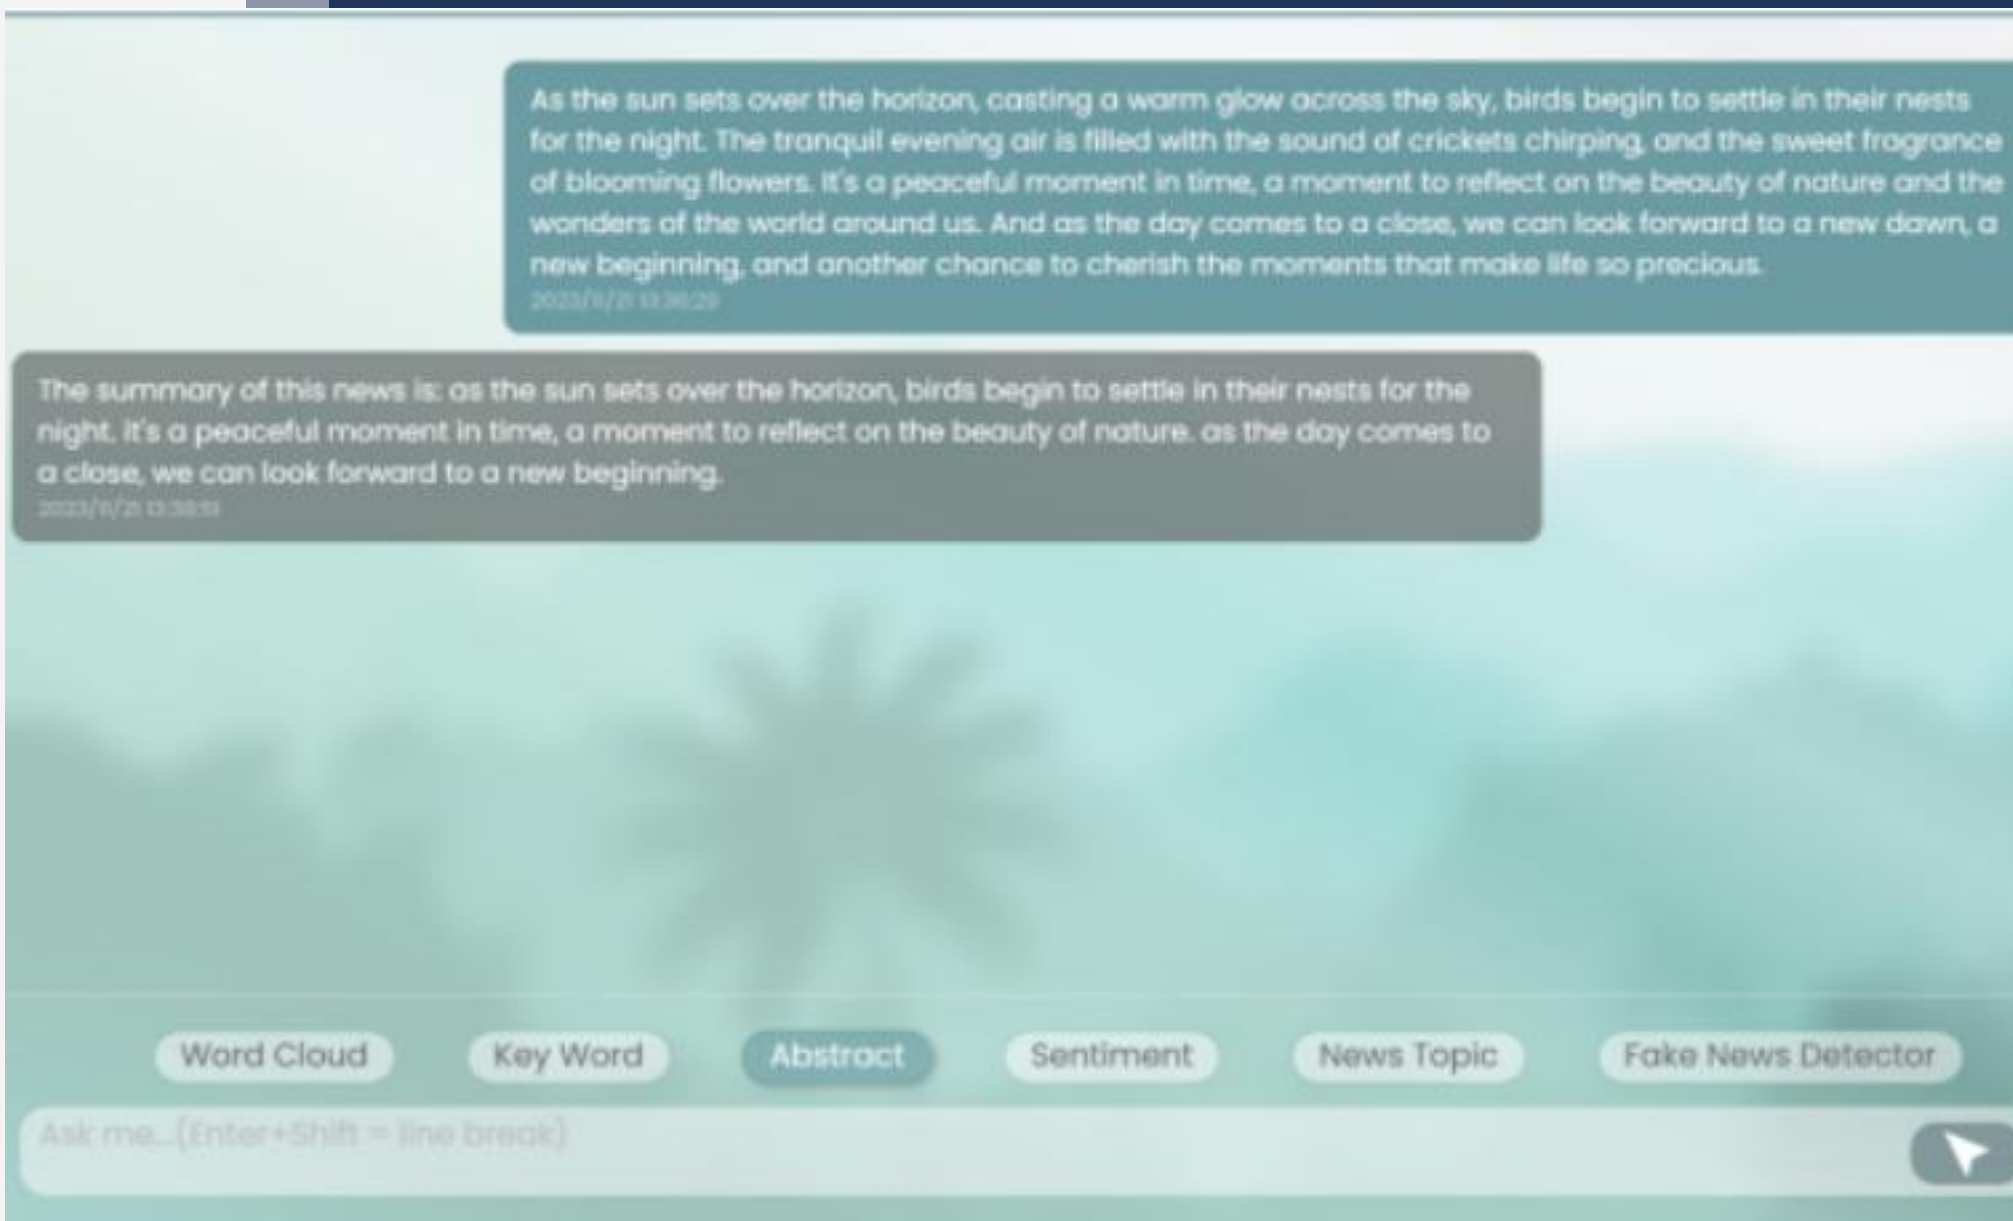 As the sun sets over the horizon, casting a warm glow across the sky, birds begin to settle in their nests
for the night. The tranquil evening air is filled with the sound of crickets chirping, and the sweet fragrance
of blooming flowers. It's a peaceful moment in time, a moment to reflect on the beauty of nature and the
wonders of the world around us. And as the day comes to a close, we can look forward to a new dawn, a
new beginning, and another chance to cherish the moments that make life so precious.
2023/11/21
The summary of this news is: as the sun sets over the horizon, birds begin to settle in their nests for the
night. it's a peaceful moment in time, a moment to reflect on the beauty of nature. as the day comes to
a close, we can look forward to a new beginning.
2023/11/21
Word Cloud
Key Word
Abstract
Sentiment
News Topic
Fake News Detector
Ask me...(Enter+Shift = line break)